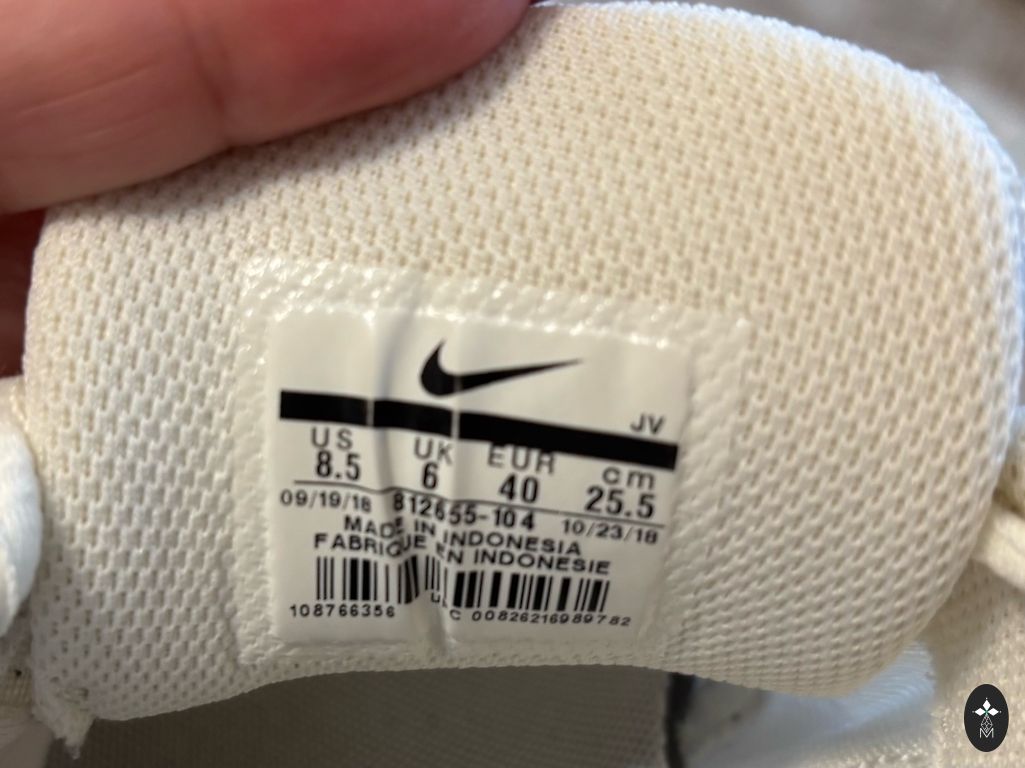 JV
US UK EUR cm
8.5 6 40 25.5
09/19/18 812655-104 10/23/18
MADE IN INDONESIA
FABRIQUE EN INDONESIE
108766356 00826216989782
M